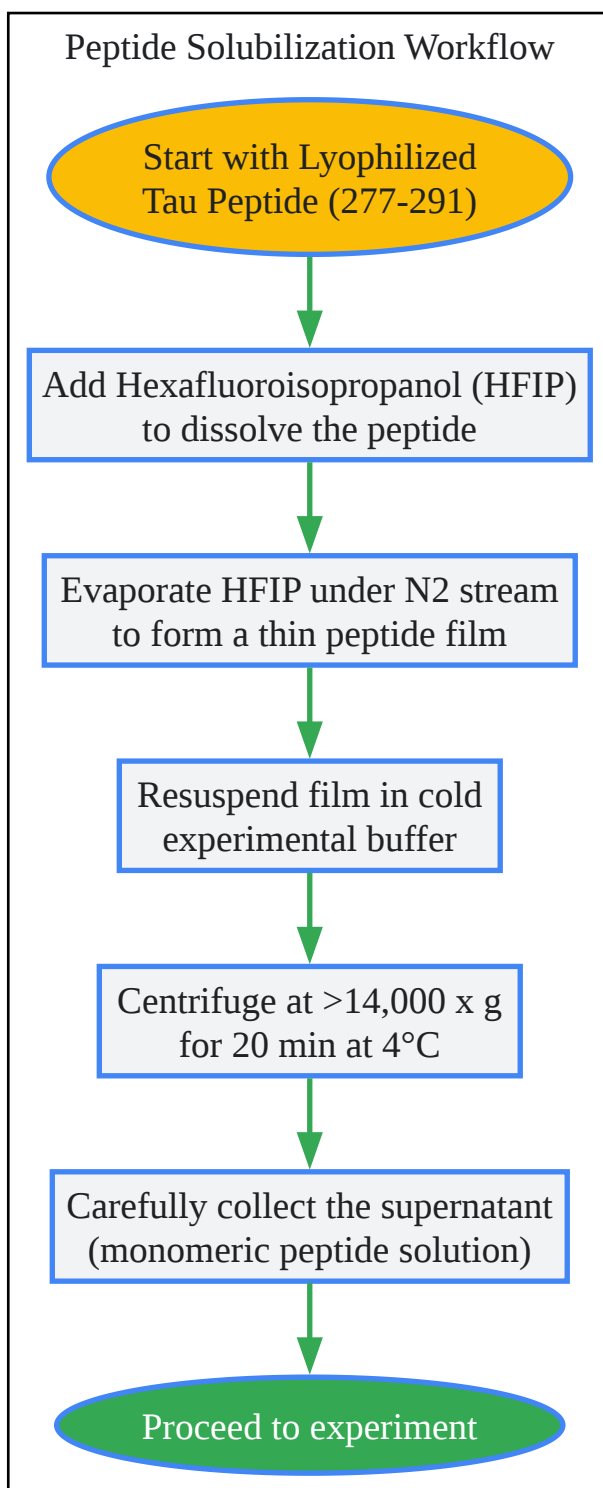 Peptide Solubilization Workflow
Start with Lyophilized
Tau Peptide (277-291)
Add Hexafluoroisopropanol (HFIP)
to dissolve the peptide
Evaporate HFIP under N2 stream
to form a thin peptide film
Resuspend film in cold
experimental buffer
Centrifuge at >14,000 x g
for 20 min at 4°C
Carefully collect the supernatant
(monomeric peptide solution)
Proceed to experiment